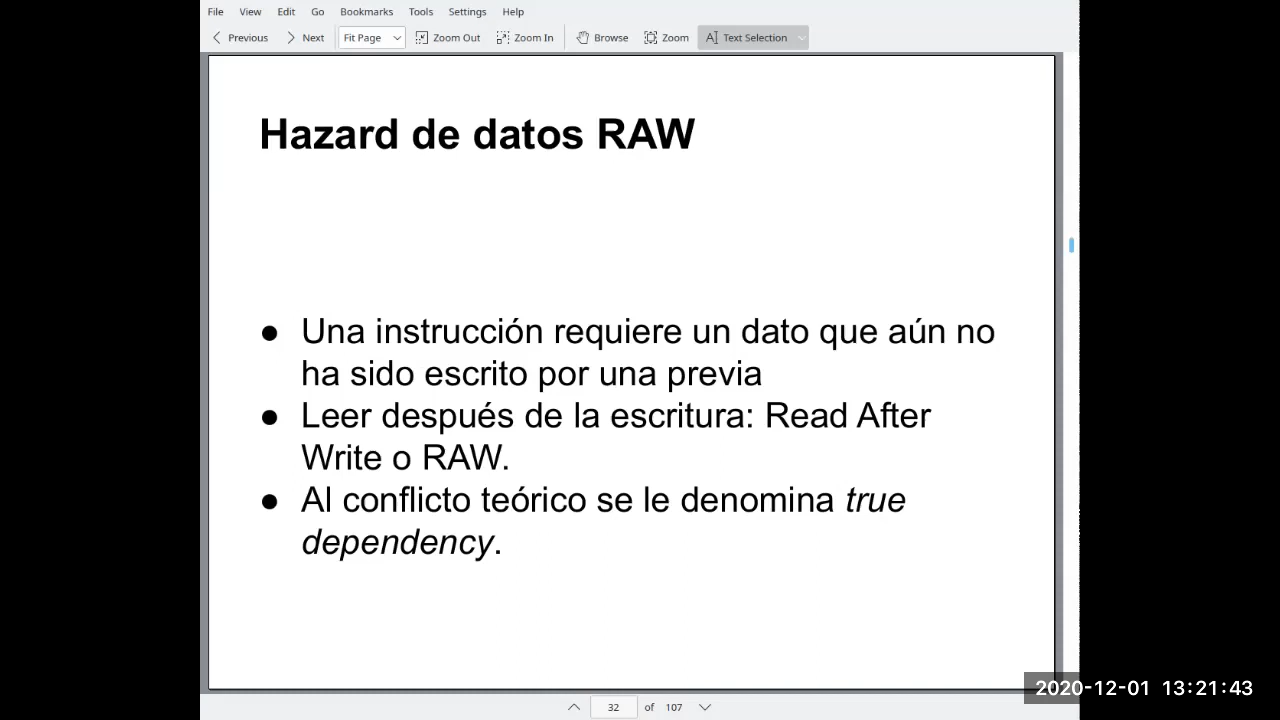 File View Edit Go Bookmarks Tools Settings Help
Previous Next Fit Page Zoom Out Zoom In Browse Zoom Text Selection
Hazard de datos RAW
● Una instrucción requiere un dato que aún no
ha sido escrito por una previa
● Leer después de la escritura: Read After
Write o RAW.
● Al conflicto teórico se le denomina true
dependency.
2020-12-01 13:21:43
32 of 107